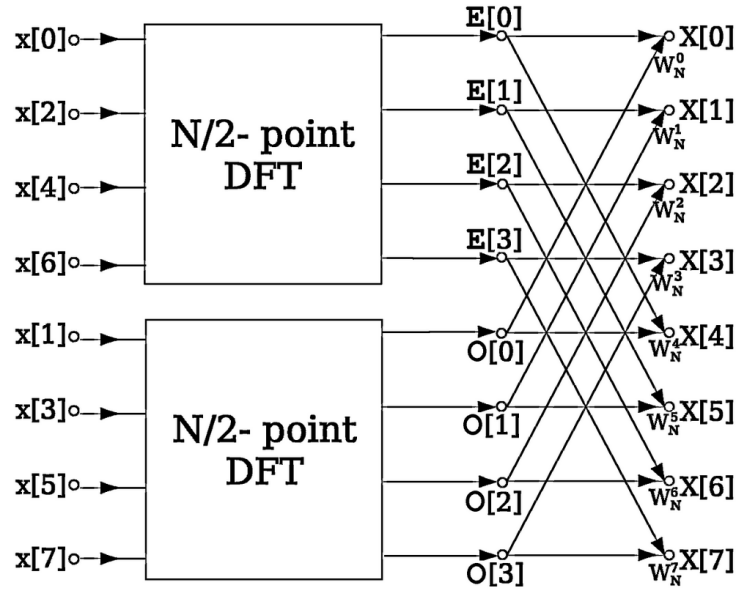 x[0]
x[2]
x[4]
x[6]
x[1]
x[3]
x[5]
x[7]
N/2- point
DFT
N/2- point
DFT
E[0]
E[1]
E[2]
E[3]
O[0]
O[1]
O[2]
O[3]
W_N^0 X[0]
W_N^1 X[1]
W_N^2 X[2]
W_N^3 X[3]
W_N^4 X[4]
W_N^5 X[5]
W_N^6 X[6]
W_N^7 X[7]